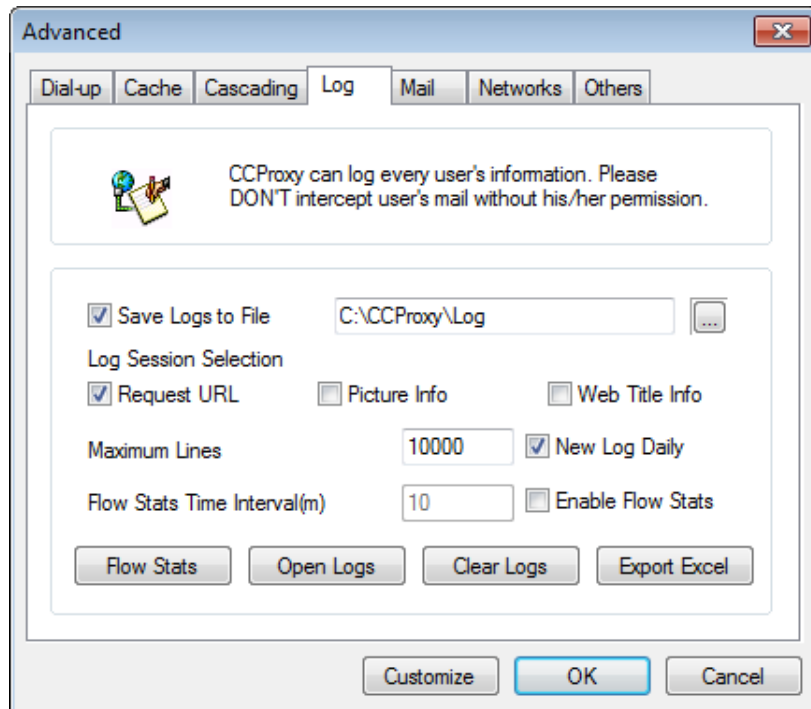 Advanced
Dial-up Cache Cascading Log Mail Networks Others
CCProxy can log every user's information. Please
DON"T intercept user's mail without his/her permission.
Save Logs to File C:\CCProxy\Log ...
Log Session Selection
Request URL Picture Info Web Title Info
Maximum Lines 10000 New Log Daily
Flow Stats Time Interval(m) 10 Enable Flow Stats
Flow Stats Open Logs Clear Logs Export Excel
Customize OK Cancel